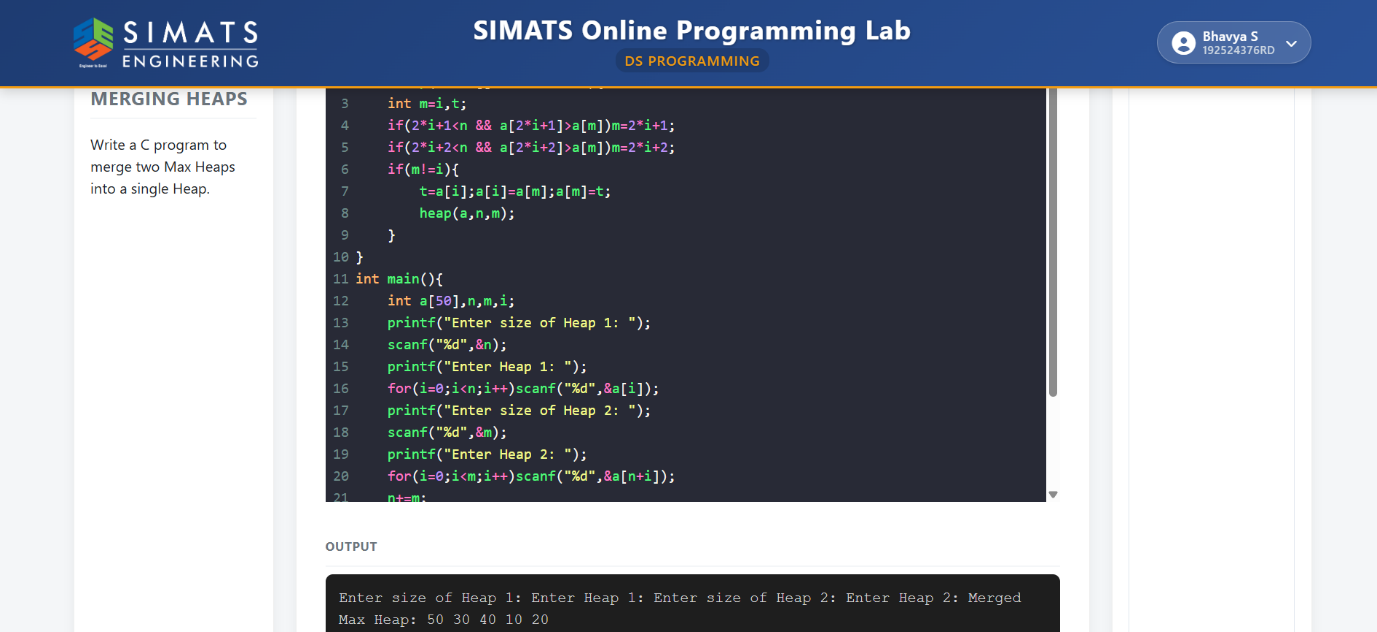 SIMATS
ENGINEERING
Engineer to Excel
SIMATS Online Programming Lab
DS PROGRAMMING
Bhavya S
192524376RD
MERGING HEAPS
Write a C program to
merge two Max Heaps
into a single Heap.
3 int m=i,t;
4 if(2*i+1<n && a[2*i+1]>a[m])m=2*i+1;
5 if(2*i+2<n && a[2*i+2]>a[m])m=2*i+2;
6 if(m!=i){
7 t=a[i];a[i]=a[m];a[m]=t;
8 heap(a,n,m);
9 }
10 }
11 int main(){
12 int a[50],n,m,i;
13 printf("Enter size of Heap 1: ");
14 scanf("%d",&n);
15 printf("Enter Heap 1: ");
16 for(i=0;i<n;i++)scanf("%d",&a[i]);
17 printf("Enter size of Heap 2: ");
18 scanf("%d",&m);
19 printf("Enter Heap 2: ");
20 for(i=0;i<m;i++)scanf("%d",&a[n+i]);
21 n+=m;
OUTPUT
Enter size of Heap 1: Enter Heap 1: Enter size of Heap 2: Enter Heap 2: Merged
Max Heap: 50 30 40 10 20